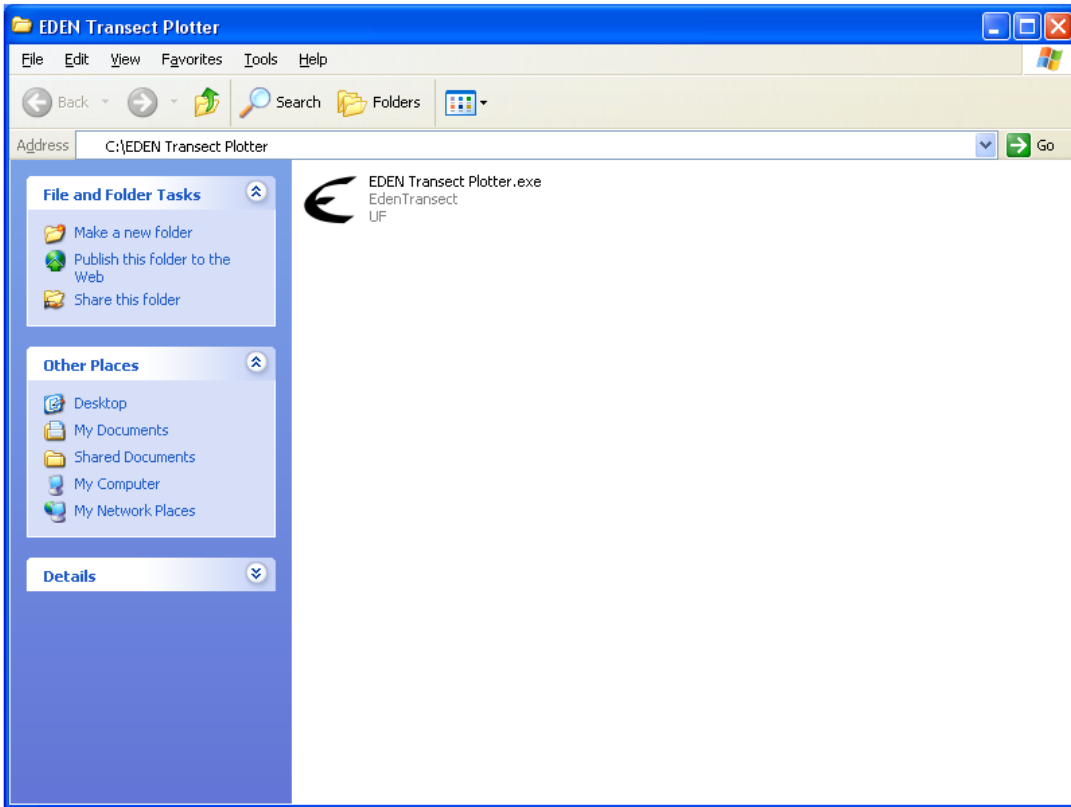 EDEN Transect Plotter
File Edit View Favorites Tools Help
Back Search Folders
Address C:\EDEN Transect Plotter Go
File and Folder Tasks
Make a new folder
Publish this folder to the
Web
Share this folder
Other Places
Desktop
My Documents
Shared Documents
My Computer
My Network Places
Details
EDEN Transect Plotter.exe
EdenTransect
UF